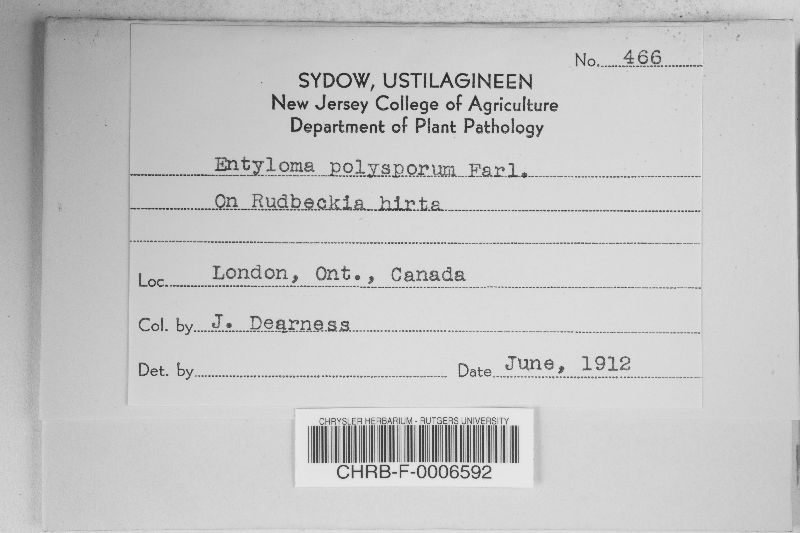 No. 466
SYDOW, USTILAGINEEN
New Jersey College of Agriculture
Department of Plant Pathology
Entyloma polysporum Farl.
On Rudbeckia hirta
Loc. London, Ont., Canada
Col. by J. Dearness
Det. by Date June, 1912
CHRYSLER HERBARIUM - RUTGERS UNIVERSITY
CHRB-F-0006592